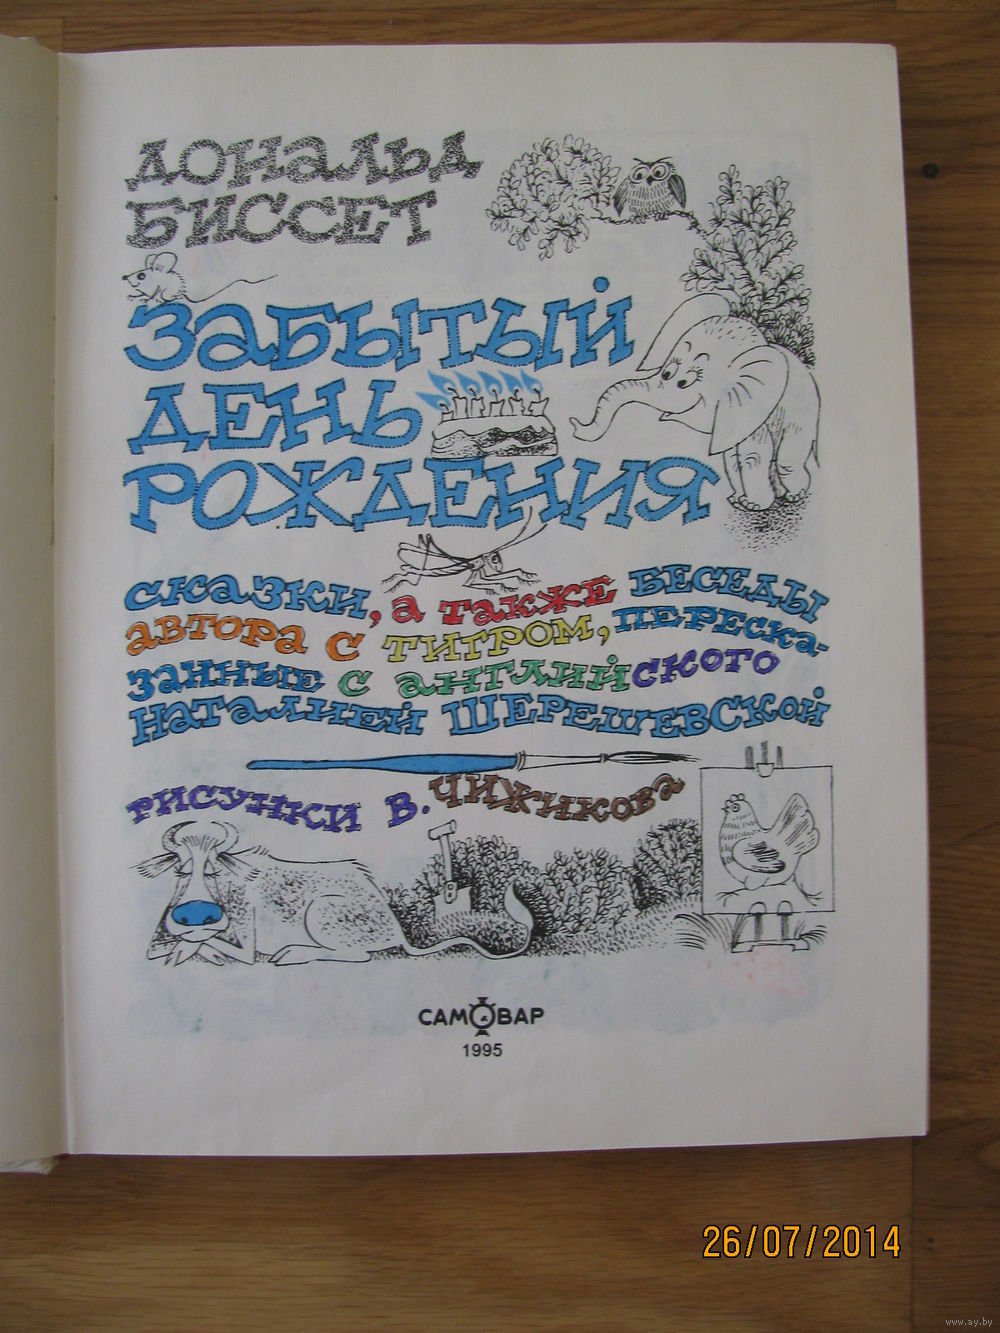 ДОНАЛЬД
БИССЕТ
ЗАБЫТЫЙ
ДЕНЬ
РОЖДЕНИЯ
СКАЗКИ, А ТАКЖЕ БЕСЕДЫ
АВТОРА С ТИГРОМ, ПЕРЕСКА-
ЗАННЫЕ С АНГЛИЙСКОГО
НАТАЛИЕЙ ШЕРЕШЕВСКОЙ
РИСУНКИ В. ЧИЖИКОВА
САМОВАР
1995
26/07/2014
www.ay.by